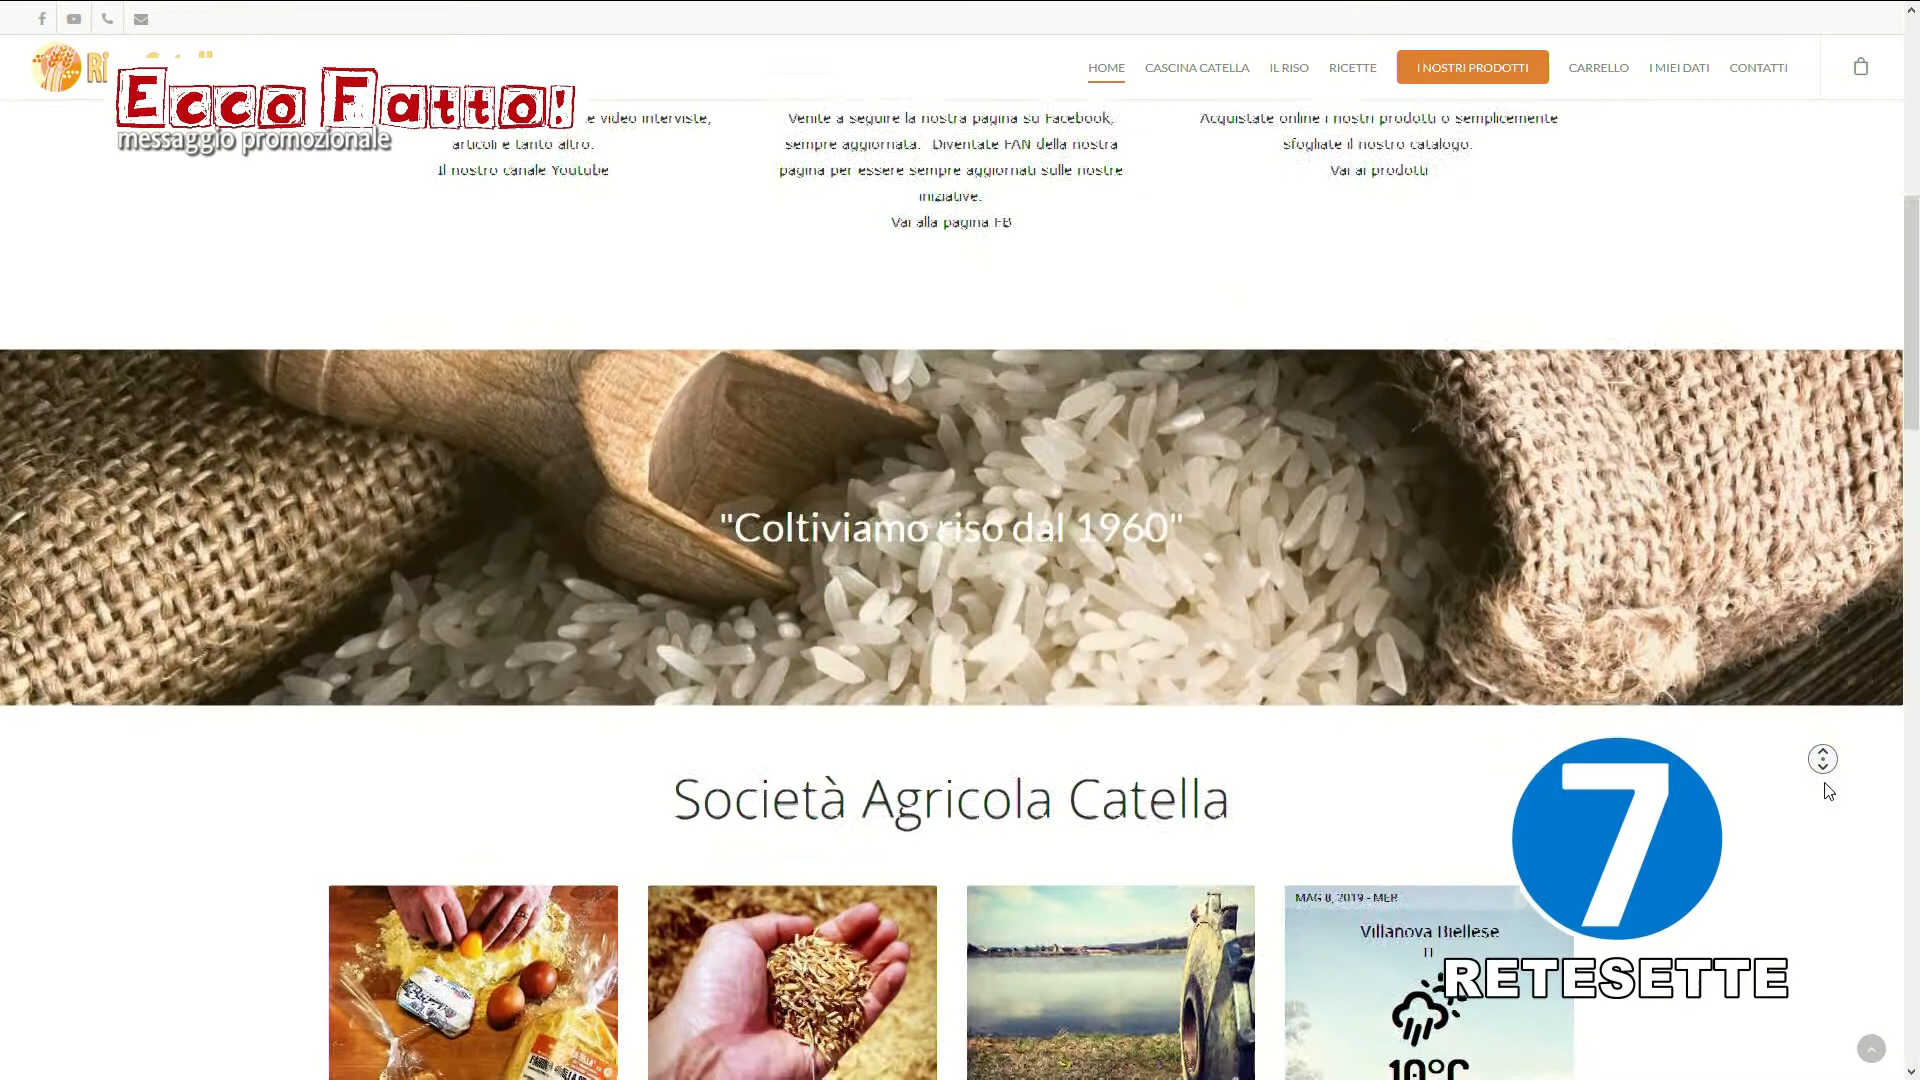 HOME
CASCINA CATELLA
IL RISO
RICETTE
I NOSTRI PRODOTTI
CARRELLO
I MIEI DATI
CONTATTI
Ecco Fatto!
messaggio promozionale
video interviste,
articoli e tanto altro.
Il nostro canale Youtube
Venite a seguire la nostra pagina su Facebook,
sempre aggiornata. Diventate FAN della nostra
pagina per essere sempre aggiornati sulle nostre
iniziative.
Vai alla pagina FB
Acquistate online i nostri prodotti o semplicemente
sfogliate il nostro catalogo.
Vai ai prodotti
"Coltiviamo riso dal 1960"
Società Agricola Catella
MAG 8, 2019 - MER
Villanova Biellese
10°C
7
RETESETTE